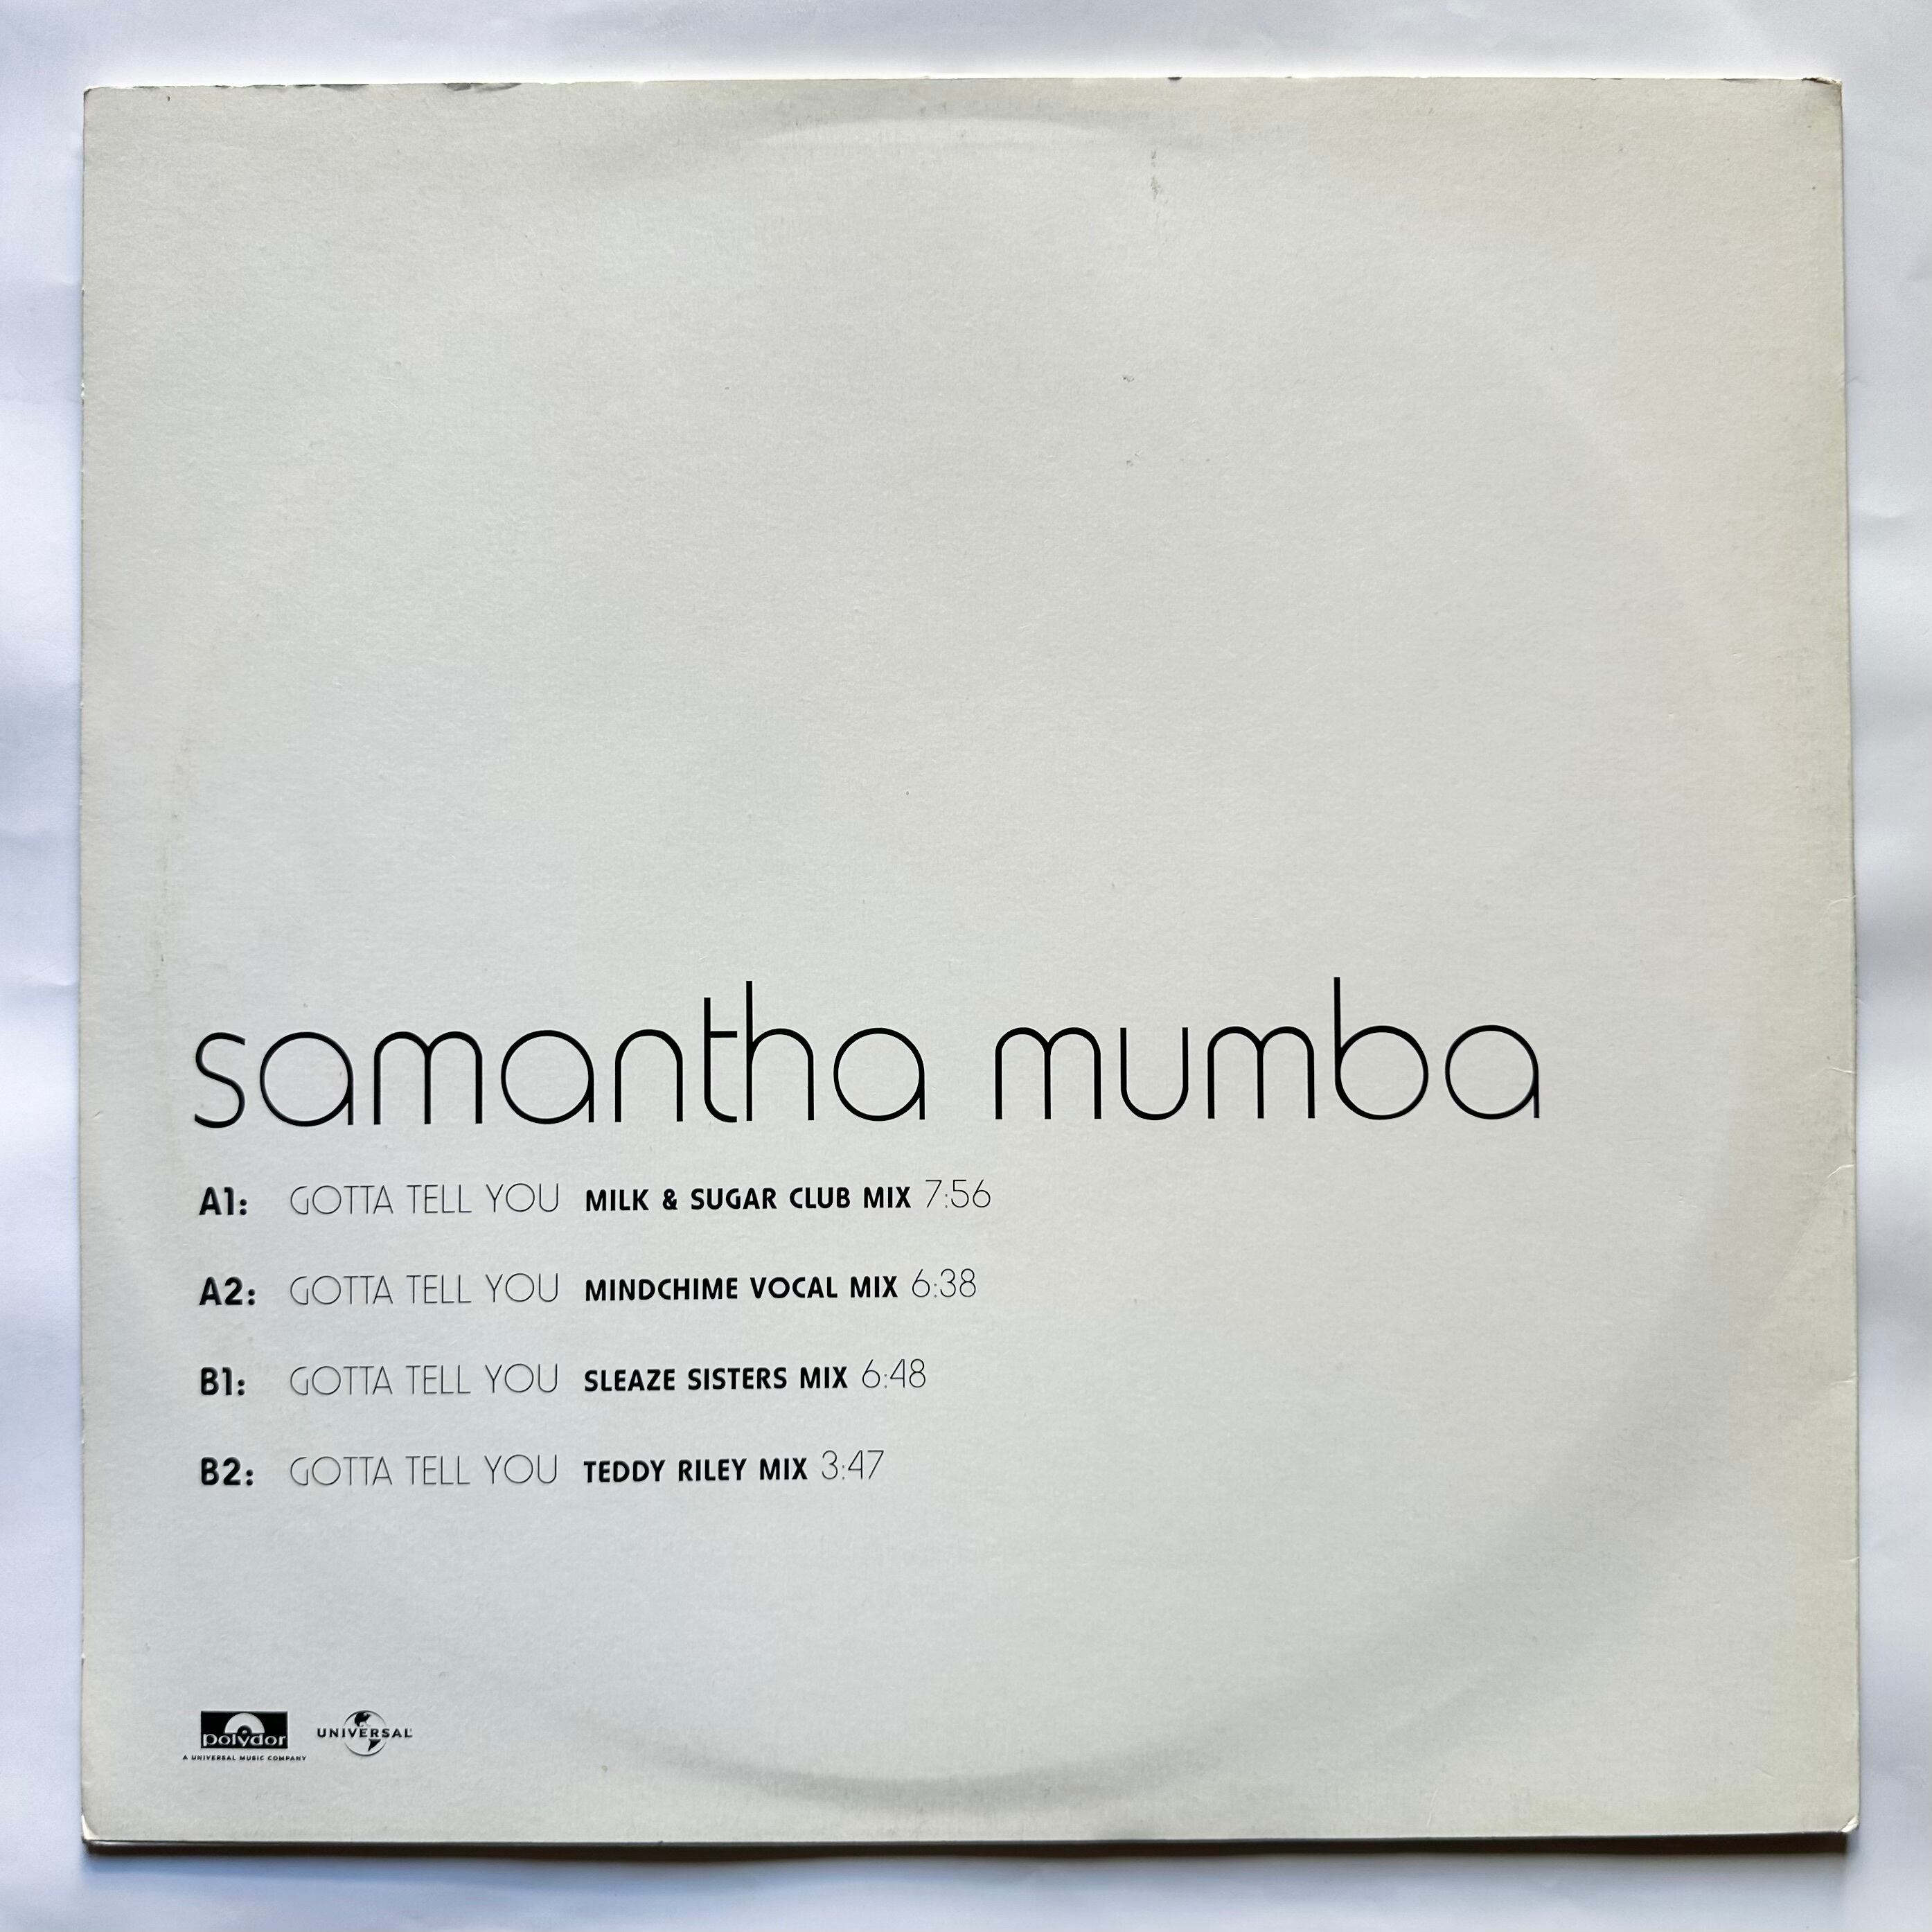 samantha mumba
A1: GOTTA TELL YOU MILK & SUGAR CLUB MIX 7:56
A2: GOTTA TELL YOU MINDCHIME VOCAL MIX 6:38
B1: GOTTA TELL YOU SLEAZE SISTERS MIX 6:48
B2: GOTTA TELL YOU TEDDY RILEY MIX 3:47
polydor UNIVERSAL
A UNIVERSAL MUSIC COMPANY